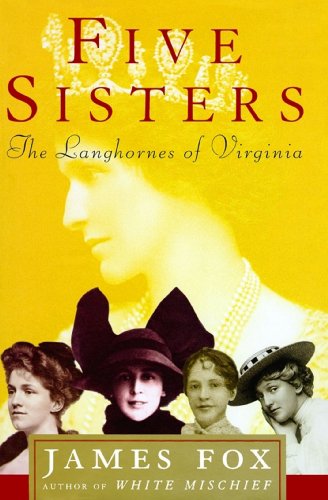 FIVE
SISTERS
The Langhornes of Virginia
JAMES FOX
AUTHOR OF WHITE MISCHIEF